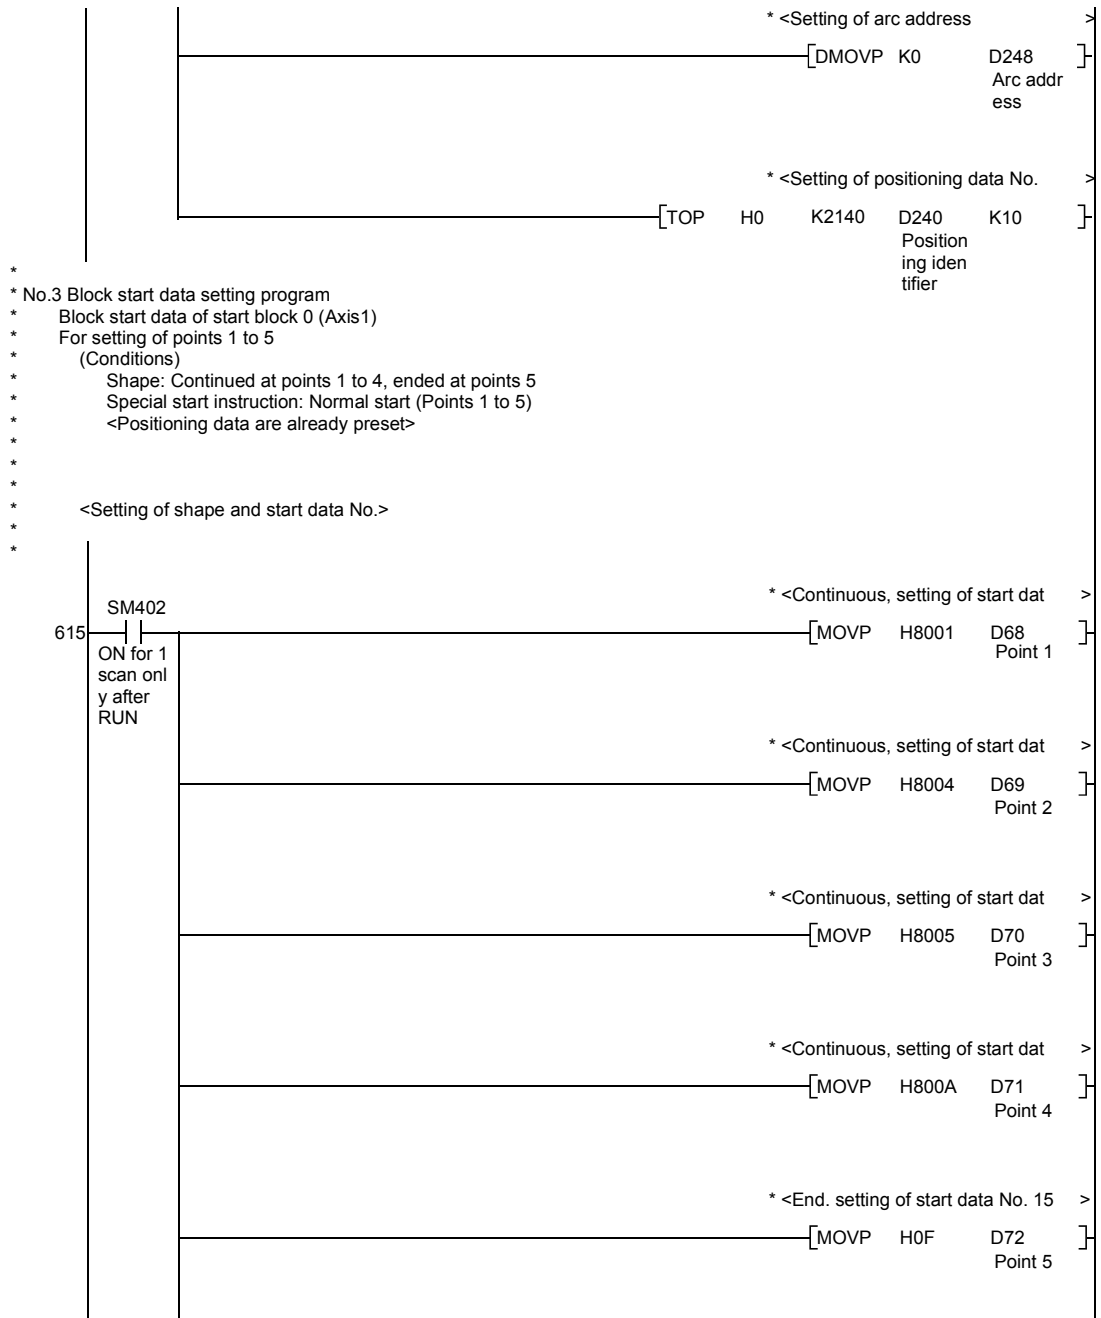 * <Setting of arc address >
DMOVP K0 D248
Arc addr
ess
* <Setting of positioning data No. >
TOP H0 K2140 D240 K10
Position
ing iden
tifier
*
* No.3 Block start data setting program
* Block start data of start block 0 (Axis1)
* For setting of points 1 to 5
* (Conditions)
* Shape: Continued at points 1 to 4, ended at points 5
* Special start instruction: Normal start (Points 1 to 5)
* <Positioning data are already preset>
*
*
*
* <Setting of shape and start data No.>
*
*
* <Continuous, setting of start dat >
SM402
615 MOVP H8001 D68
Point 1
ON for 1
scan onl
y after
RUN
* <Continuous, setting of start dat >
MOVP H8004 D69
Point 2
* <Continuous, setting of start dat >
MOVP H8005 D70
Point 3
* <Continuous, setting of start dat >
MOVP H800A D71
Point 4
* <End. setting of start data No. 15 >
MOVP H0F D72
Point 5